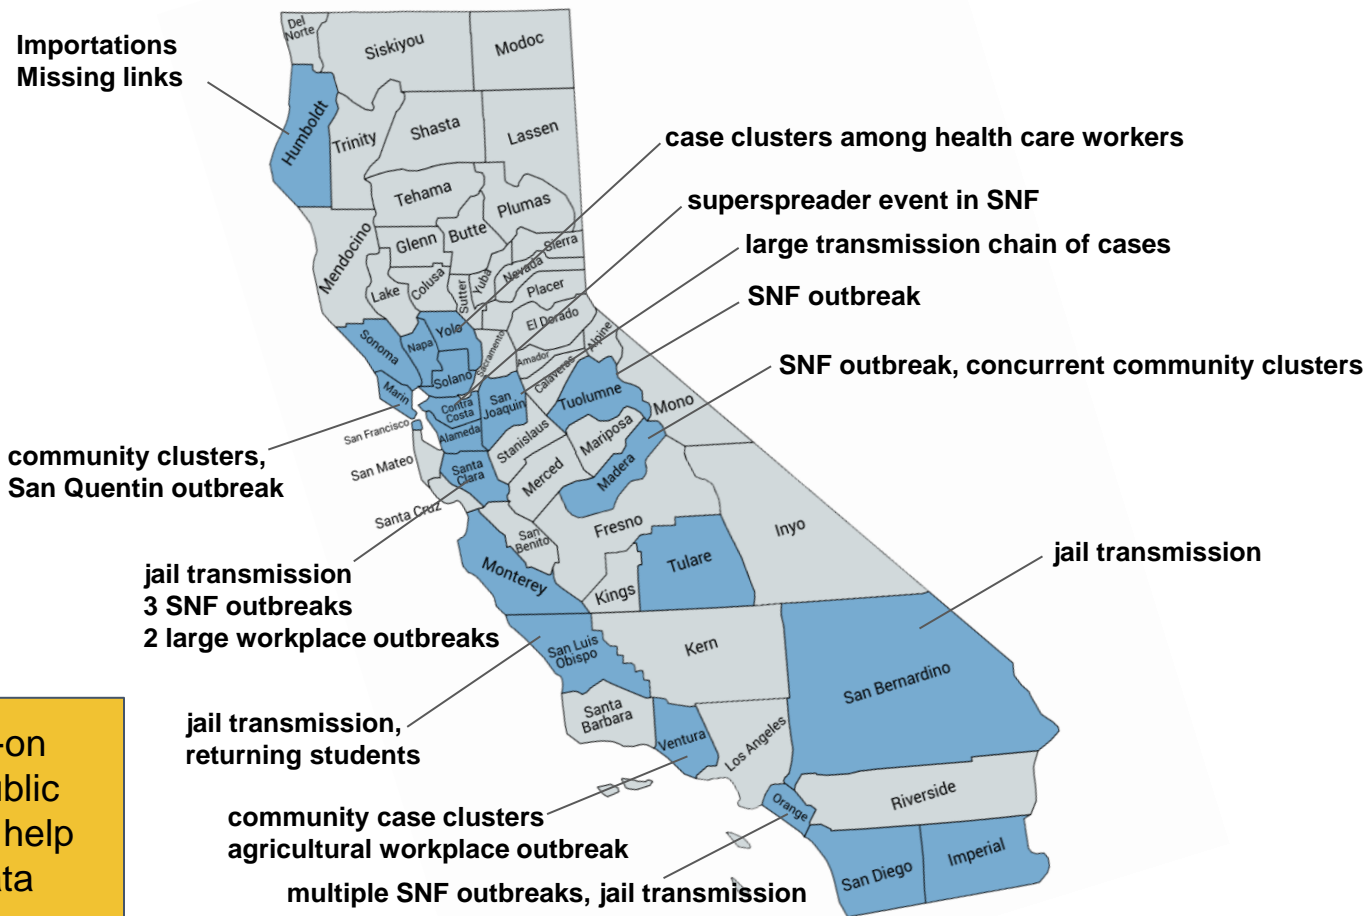 Importations
Missing links
Del
Norte
Siskiyou
Modoc
Humboldt
Trinity
Shasta
Lassen
case clusters among health care workers
Tehama
Plumas
superspreader event in SNF
Mendocino
Glenn
Butte
Sierra
large transmission chain of cases
Lake
Colusa
Sutter
Yuba
Nevada
Placer
SNF outbreak
El Dorado
Sonoma
Napa
Yolo
Sacramento
Amador
Alpine
SNF outbreak, concurrent community clusters
Solano
Calaveras
Marin
Contra
Costa
San
Joaquin
Tuolumne
Mono
San Francisco
Alameda
Stanislaus
Mariposa
community clusters,
San Quentin outbreak
San Mateo
Santa
Clara
Merced
Madera
Santa Cruz
San
Benito
Fresno
Inyo
jail transmission
jail transmission
3 SNF outbreaks
2 large workplace outbreaks
Monterey
Kings
Tulare
San Luis
Obispo
Kern
San Bernardino
jail transmission,
returning students
Santa
Barbara
Ventura
Los Angeles
Riverside
Orange
community case clusters
agricultural workplace outbreak
San Diego
Imperial
multiple SNF outbreaks, jail transmission
-on
blic
help
ta